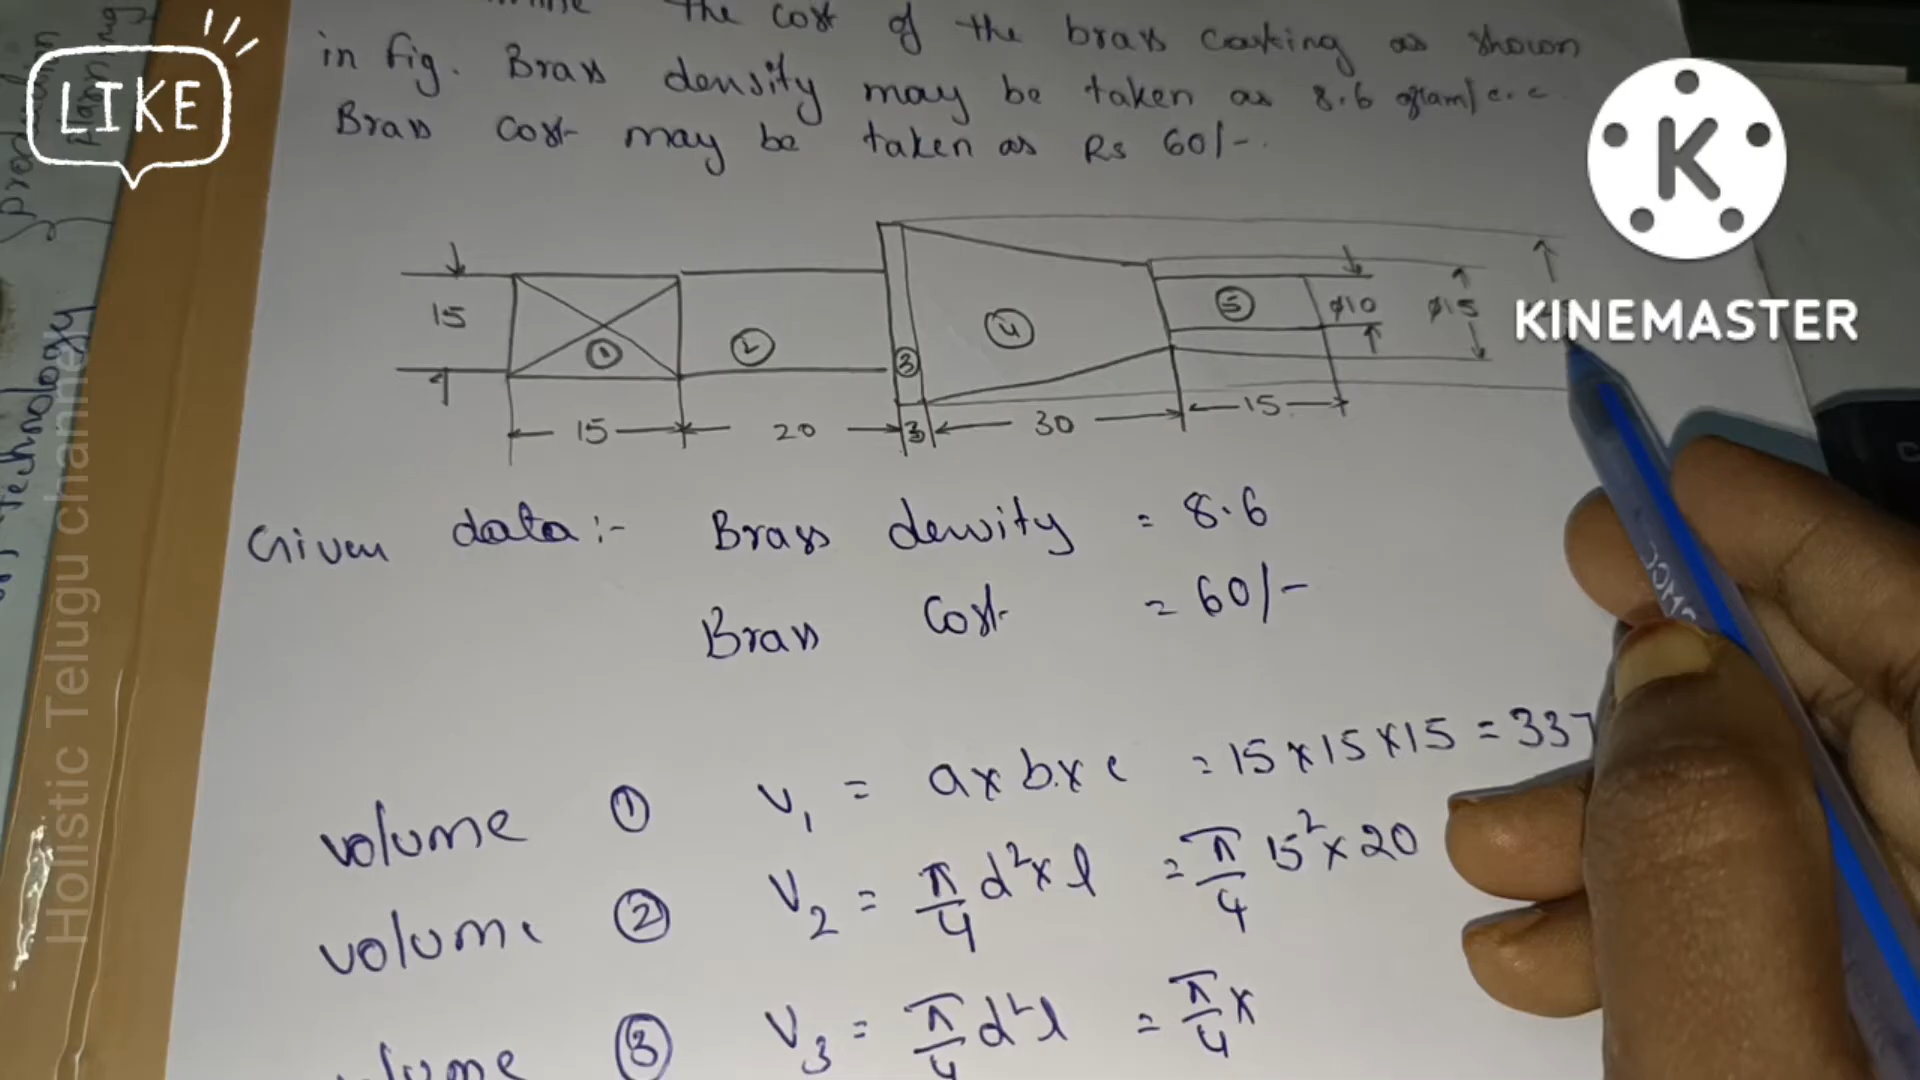 the cost of the brass casting as shown
in fig. Brass density may be taken as 8.6 gram/c.c
Brass cost may be taken as Rs 60/-.
LIKE
KINEMASTER
15
1
2
3
4
5
ϕ10
ϕ15
15
20
3
30
15
Given data:- Brass density = 8.6
Brass cost = 60/-
volume ① V₁ = a x b x c = 15 x 15 x 15 = 337
volume ② V₂ = π/4 d² x l = π/4 15² x 20
③ V₃ = π/4 d² l = π/4 x
Holistic Telugu channel
Technology